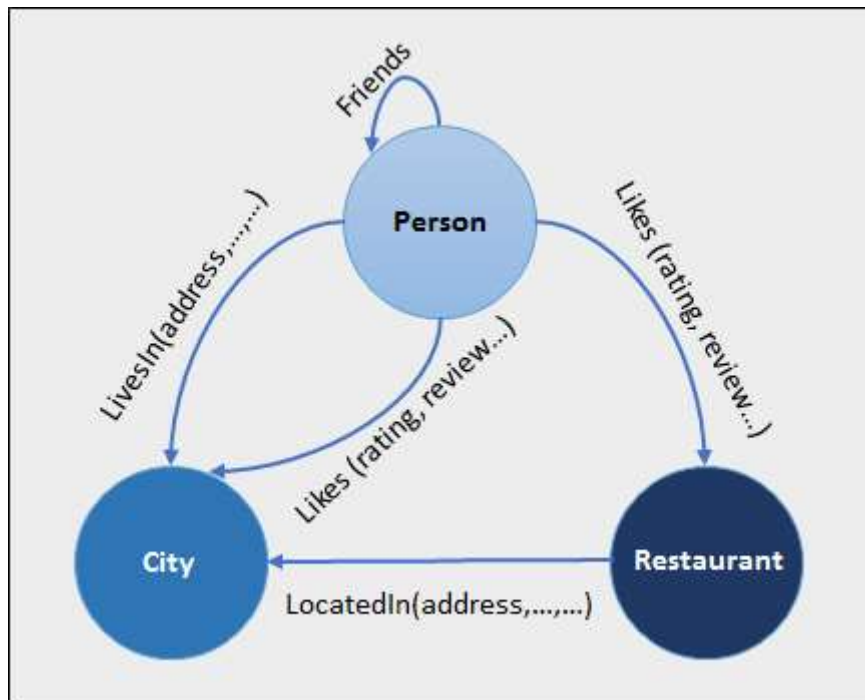 Friends
Person
LivesIn(address,...,...)
Likes (rating, review...)
Likes (rating, review...)
City
Restaurant
LocatedIn(address,...,...)